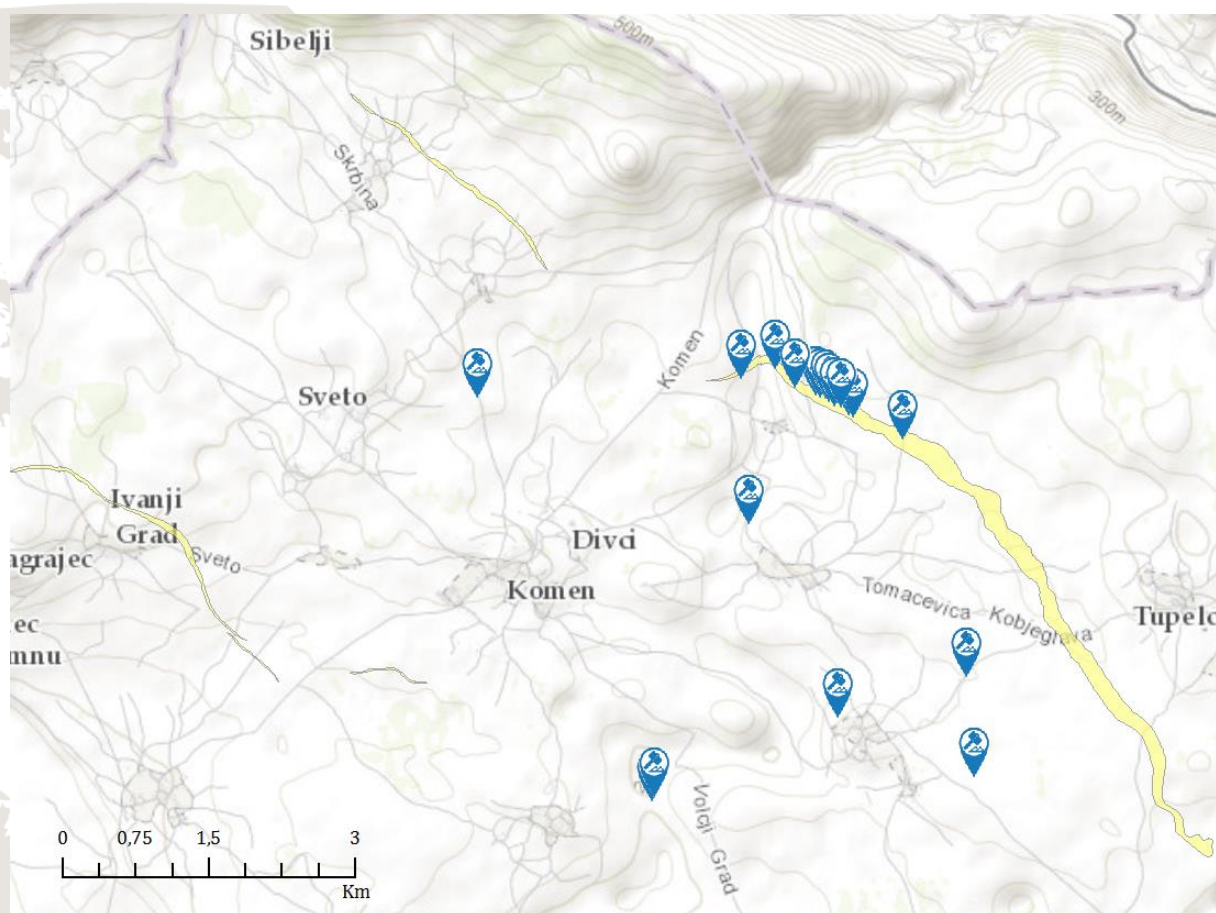 500m
Sibelji
300m
Skrbina
Komen
Sveto
Ivanji
Grad
Sveto
agrajec
Divci
Komen
Tomacevica - Kobjeglava
Tupelc
ec
mnu
Volcji Grad
0 0,75 1,5 3
Km